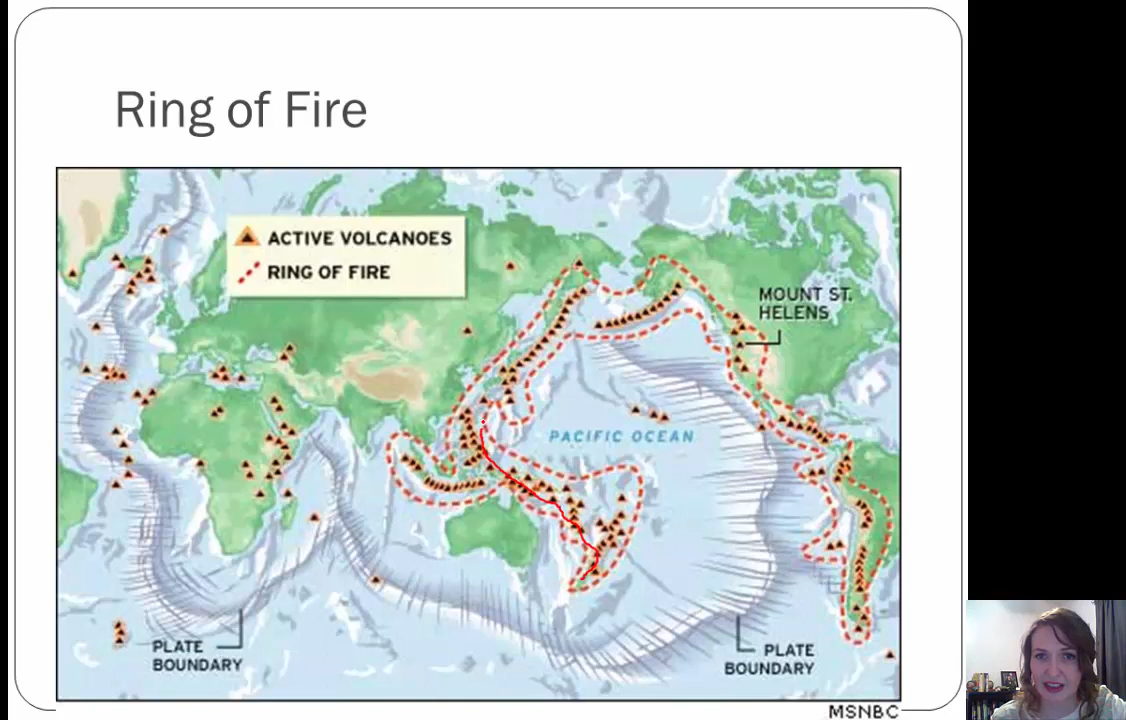 Ring of Fire
ACTIVE VOLCANOES
RING OF FIRE
MOUNT ST.
HELENS
PACIFIC OCEAN
PLATE
BOUNDARY
PLATE
BOUNDARY
MSNBC